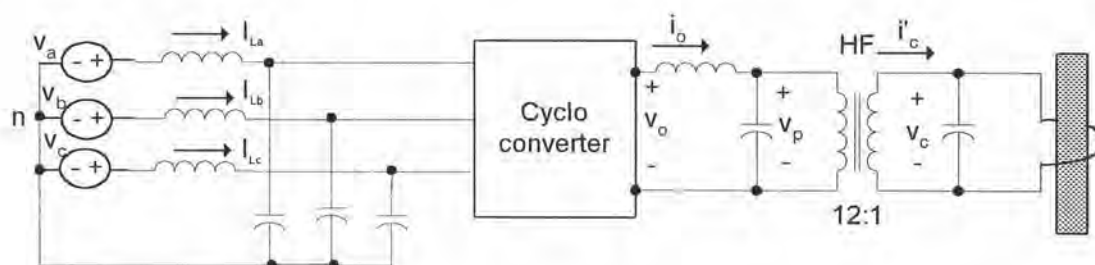 v_a - + I_La
v_b - + I_Lb
n
v_c - + I_Lc
Cyclo
converter
i_o
+
v_o
-
+
v_p
-
HF i'_c
12:1
+
v_c
-